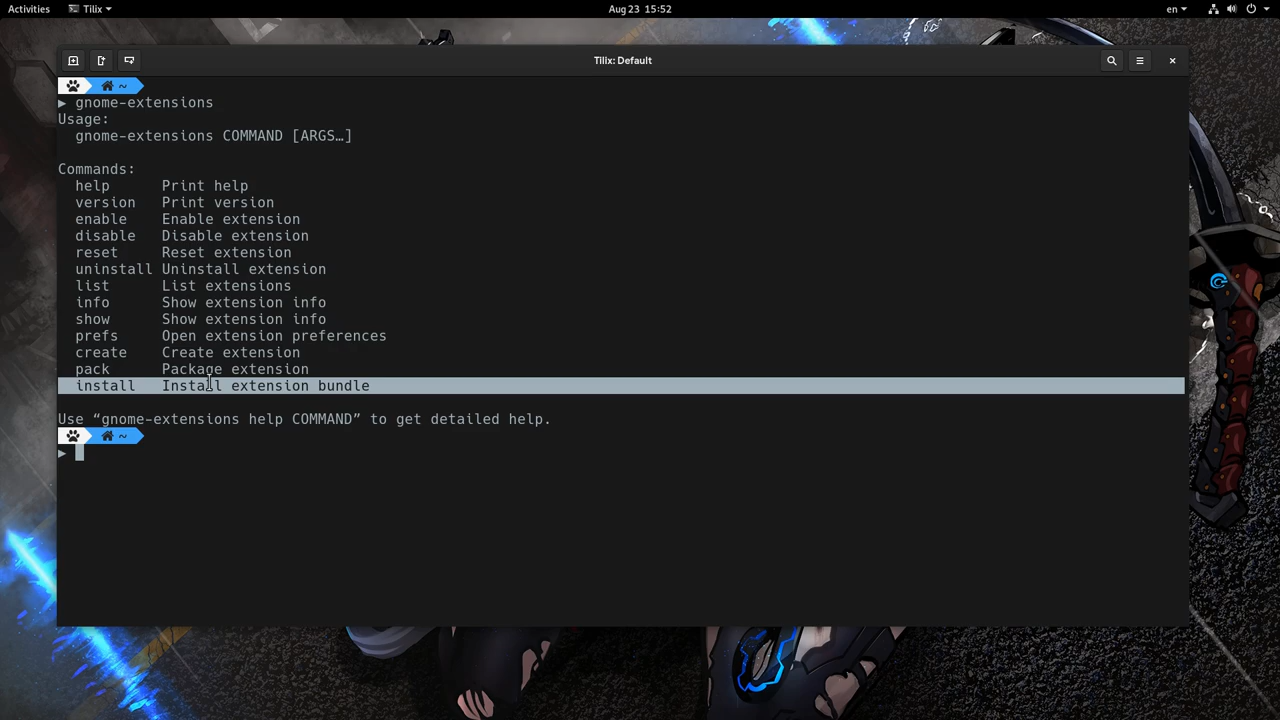 Activities
Tilix
Aug 23 15:52
en
Tilix: Default
~
▶ gnome-extensions
Usage:
  gnome-extensions COMMAND [ARGS…]
Commands:
  help      Print help
  version   Print version
  enable    Enable extension
  disable   Disable extension
  reset     Reset extension
  uninstall Uninstall extension
  list      List extensions
  info      Show extension info
  show      Show extension info
  prefs     Open extension preferences
  create    Create extension
  pack      Package extension
  install   Install extension bundle
Use “gnome-extensions help COMMAND” to get detailed help.
~
▶